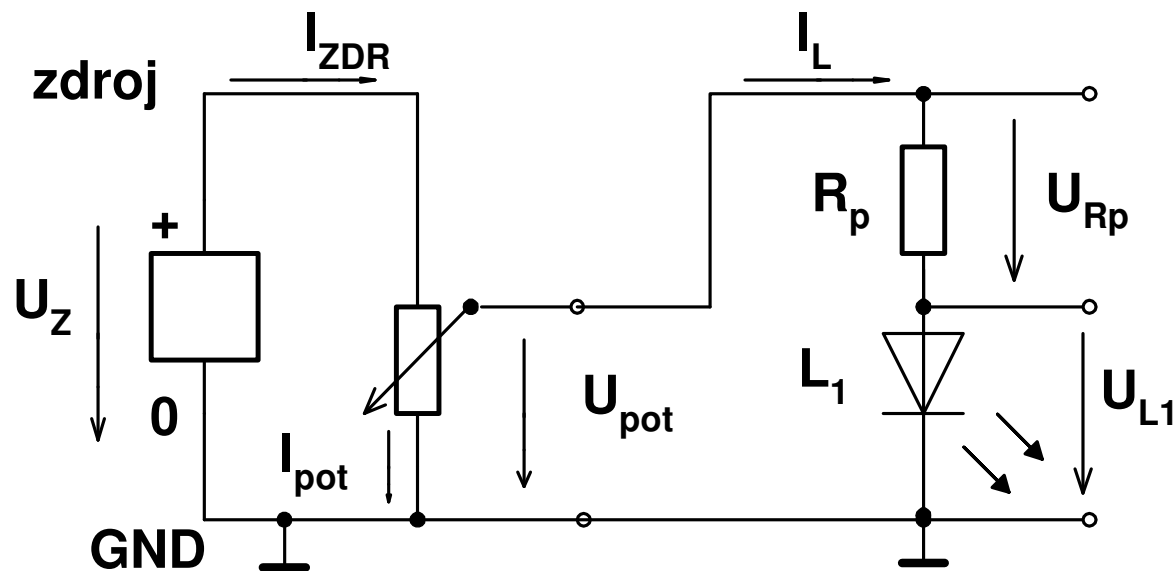 I_ZDR
I_L
zdroj
+
U_Z
0
I_pot
U_pot
R_p
U_Rp
L_1
U_L1
GND